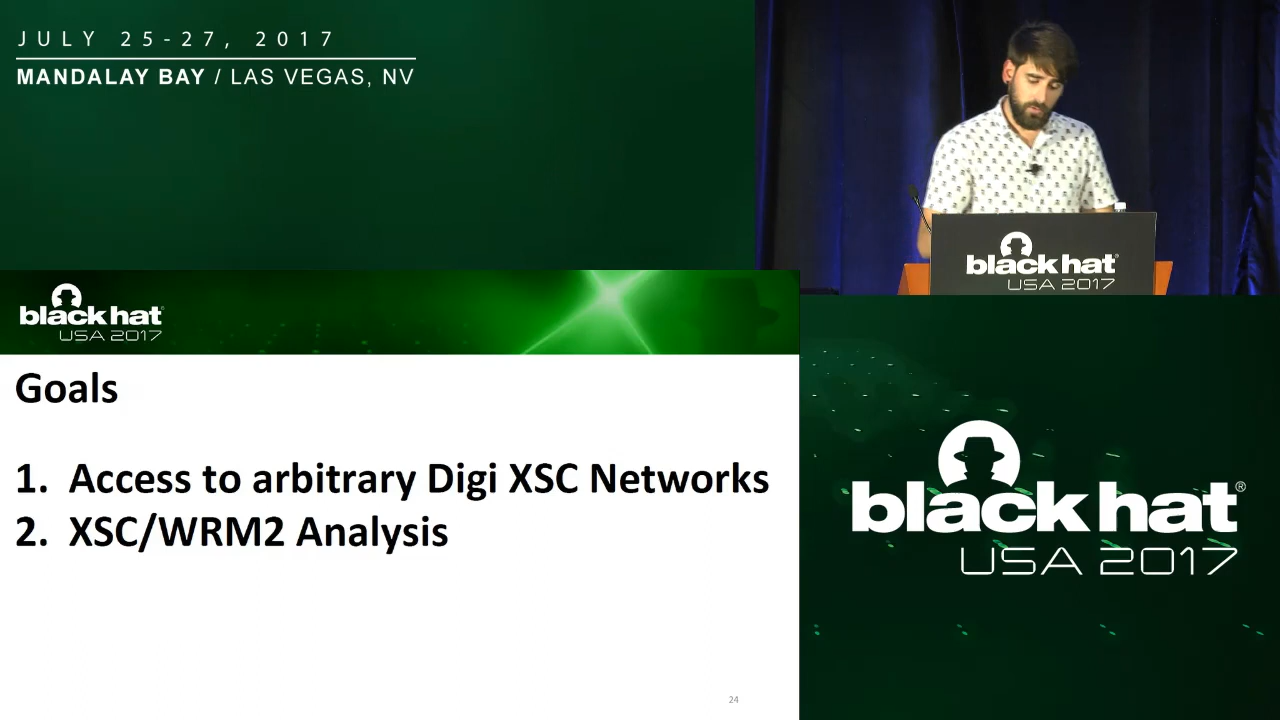 JULY 25-27, 2017
MANDALAY BAY / LAS VEGAS, NV
black hat®
USA 2017
black hat®
USA 2017
Goals
1. Access to arbitrary Digi XSC Networks
2. XSC/WRM2 Analysis
24
black hat®
USA 2017